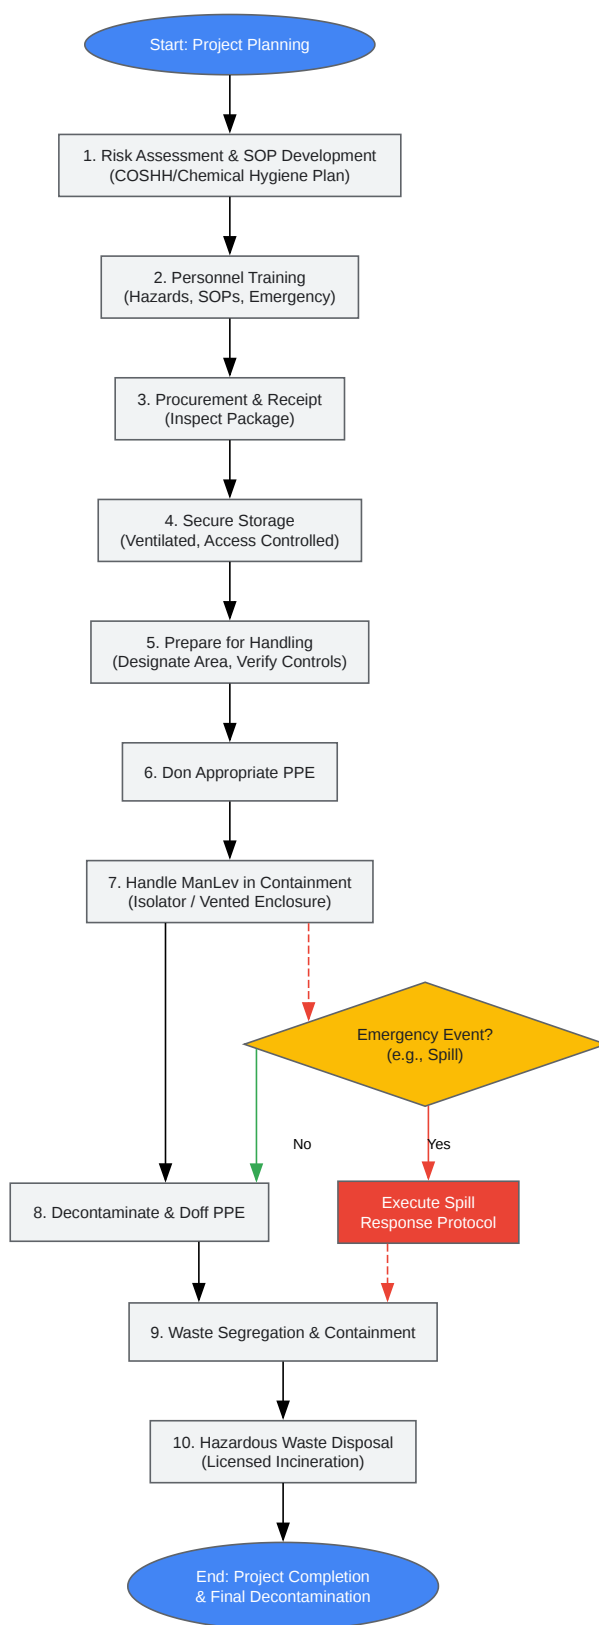 Start: Project Planning
1. Risk Assessment & SOP Development
(COSHH/Chemical Hygiene Plan)
2. Personnel Training
(Hazards, SOPs, Emergency)
3. Procurement & Receipt
(Inspect Package)
4. Secure Storage
(Ventilated, Access Controlled)
5. Prepare for Handling
(Designate Area, Verify Controls)
6. Don Appropriate PPE
7. Handle ManLev in Containment
(Isolator / Vented Enclosure)
Emergency Event?
(e.g., Spill)
No
Yes
8. Decontaminate & Doff PPE
Execute Spill
Response Protocol
9. Waste Segregation & Containment
10. Hazardous Waste Disposal
(Licensed Incineration)
End: Project Completion
& Final Decontamination